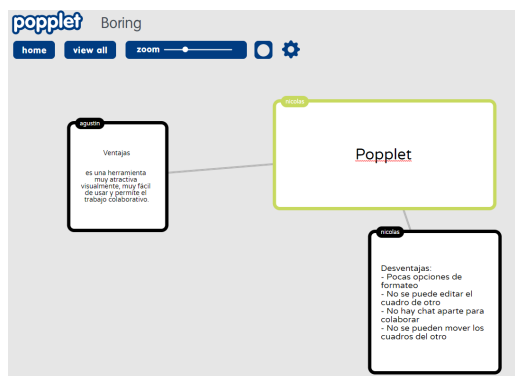 popplet Boring
home view all zoom
nicolas
Popplet
agustin
Ventajas
es una herramienta
muy atractiva
visualmente, muy fácil
de usar y permite el
trabajo colaborativo.
nicolas
Desventajas:
- Pocas opciones de
formateo
- No se puede editar el
cuadro de otro
- No hay chat aparte para
colaborar
- No se pueden mover los
cuadros del otro